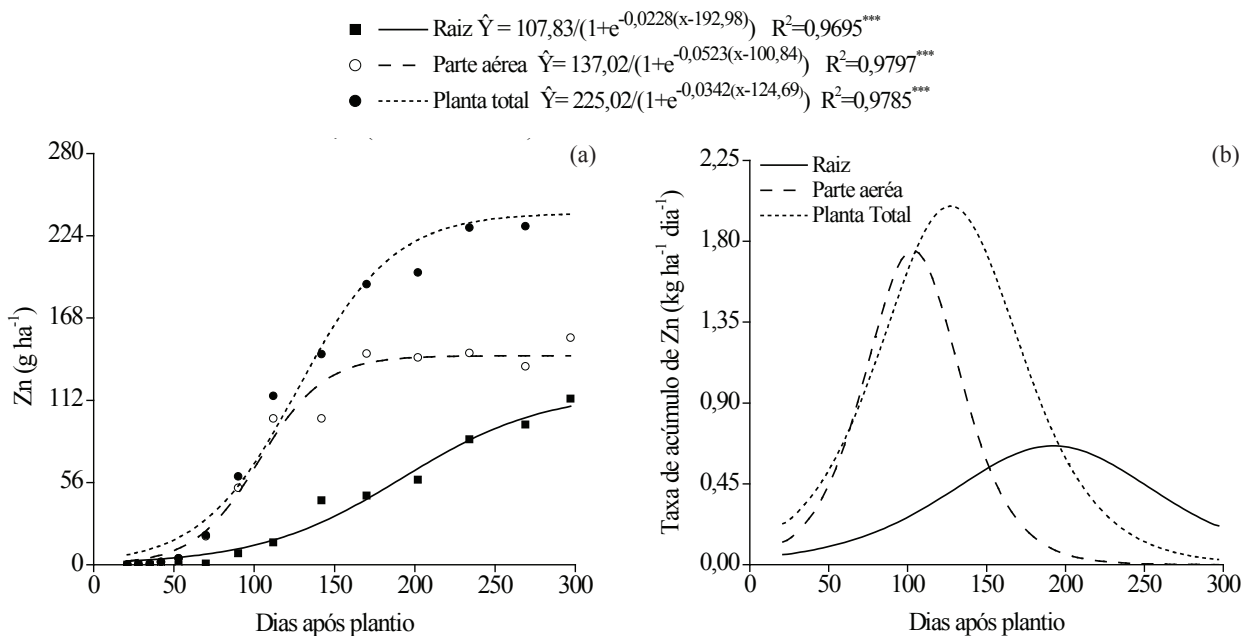 Raiz Ŷ = 107,83/(1+e^-0,0228(x-192,98)) R²=0,9695***
Parte aérea Ŷ= 137,02/(1+e^-0,0523(x-100,84)) R²=0,9797***
Planta total Ŷ= 225,02/(1+e^-0,0342(x-124,69)) R²=0,9785***
(a)
280
224
168
112
56
0
Zn (g ha⁻¹)
0 50 100 150 200 250 300
Dias após plantio
(b)
Raiz
Parte aeréa
Planta Total
2,25
1,80
1,35
0,90
0,45
0,00
Taxa de acúmulo de Zn (kg ha⁻¹ dia⁻¹)
0 50 100 150 200 250 300
Dias após plantio